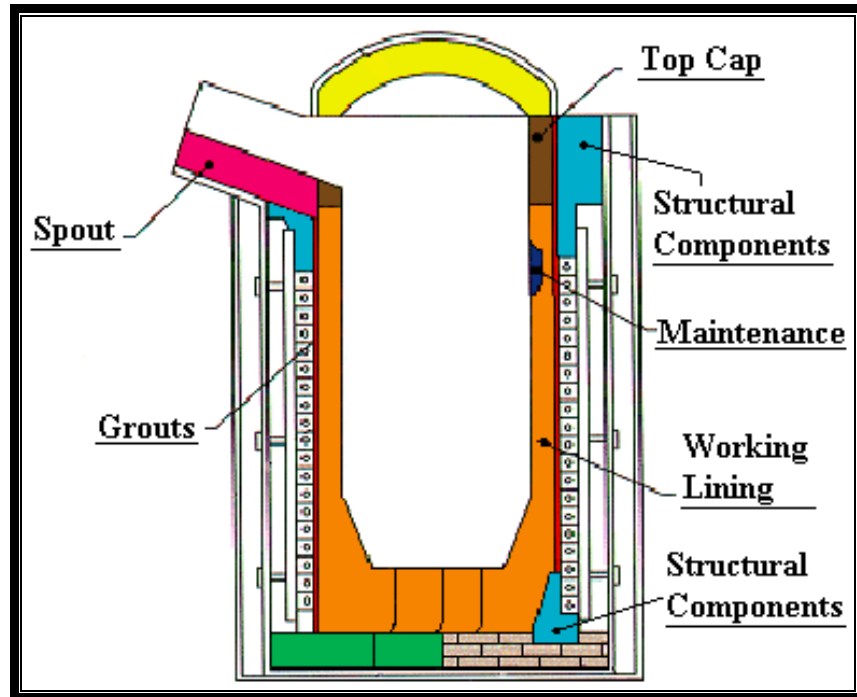 Top Cap
Spout
Structural
Components
Maintenance
Grouts
Working
Lining
Structural
Components